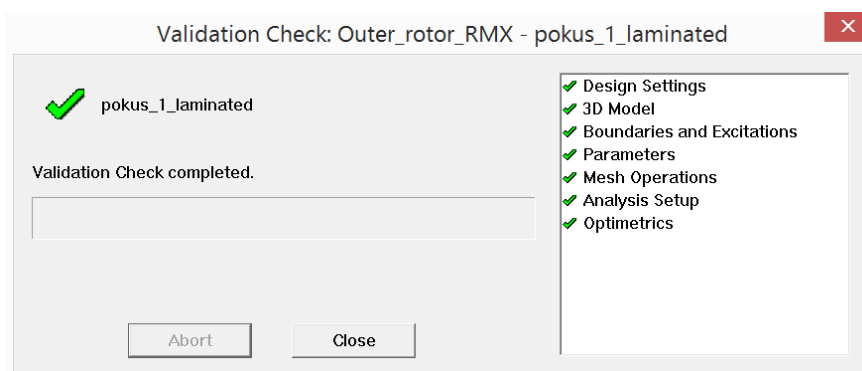 Validation Check: Outer_rotor_RMX - pokus_1_laminated
pokus_1_laminated
Validation Check completed.
Design Settings
3D Model
Boundaries and Excitations
Parameters
Mesh Operations
Analysis Setup
Optimetrics
Abort
Close